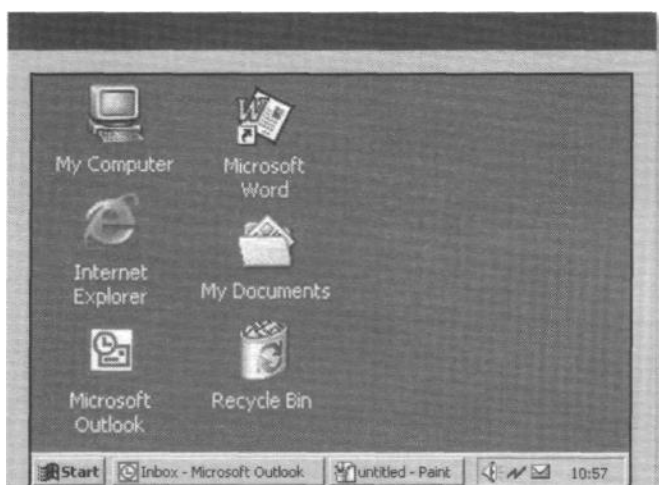 My Computer
Microsoft
Word
Internet
Explorer
My Documents
Microsoft
Outlook
Recycle Bin
Start
Inbox - Microsoft Outlook
untitled - Paint
10:57